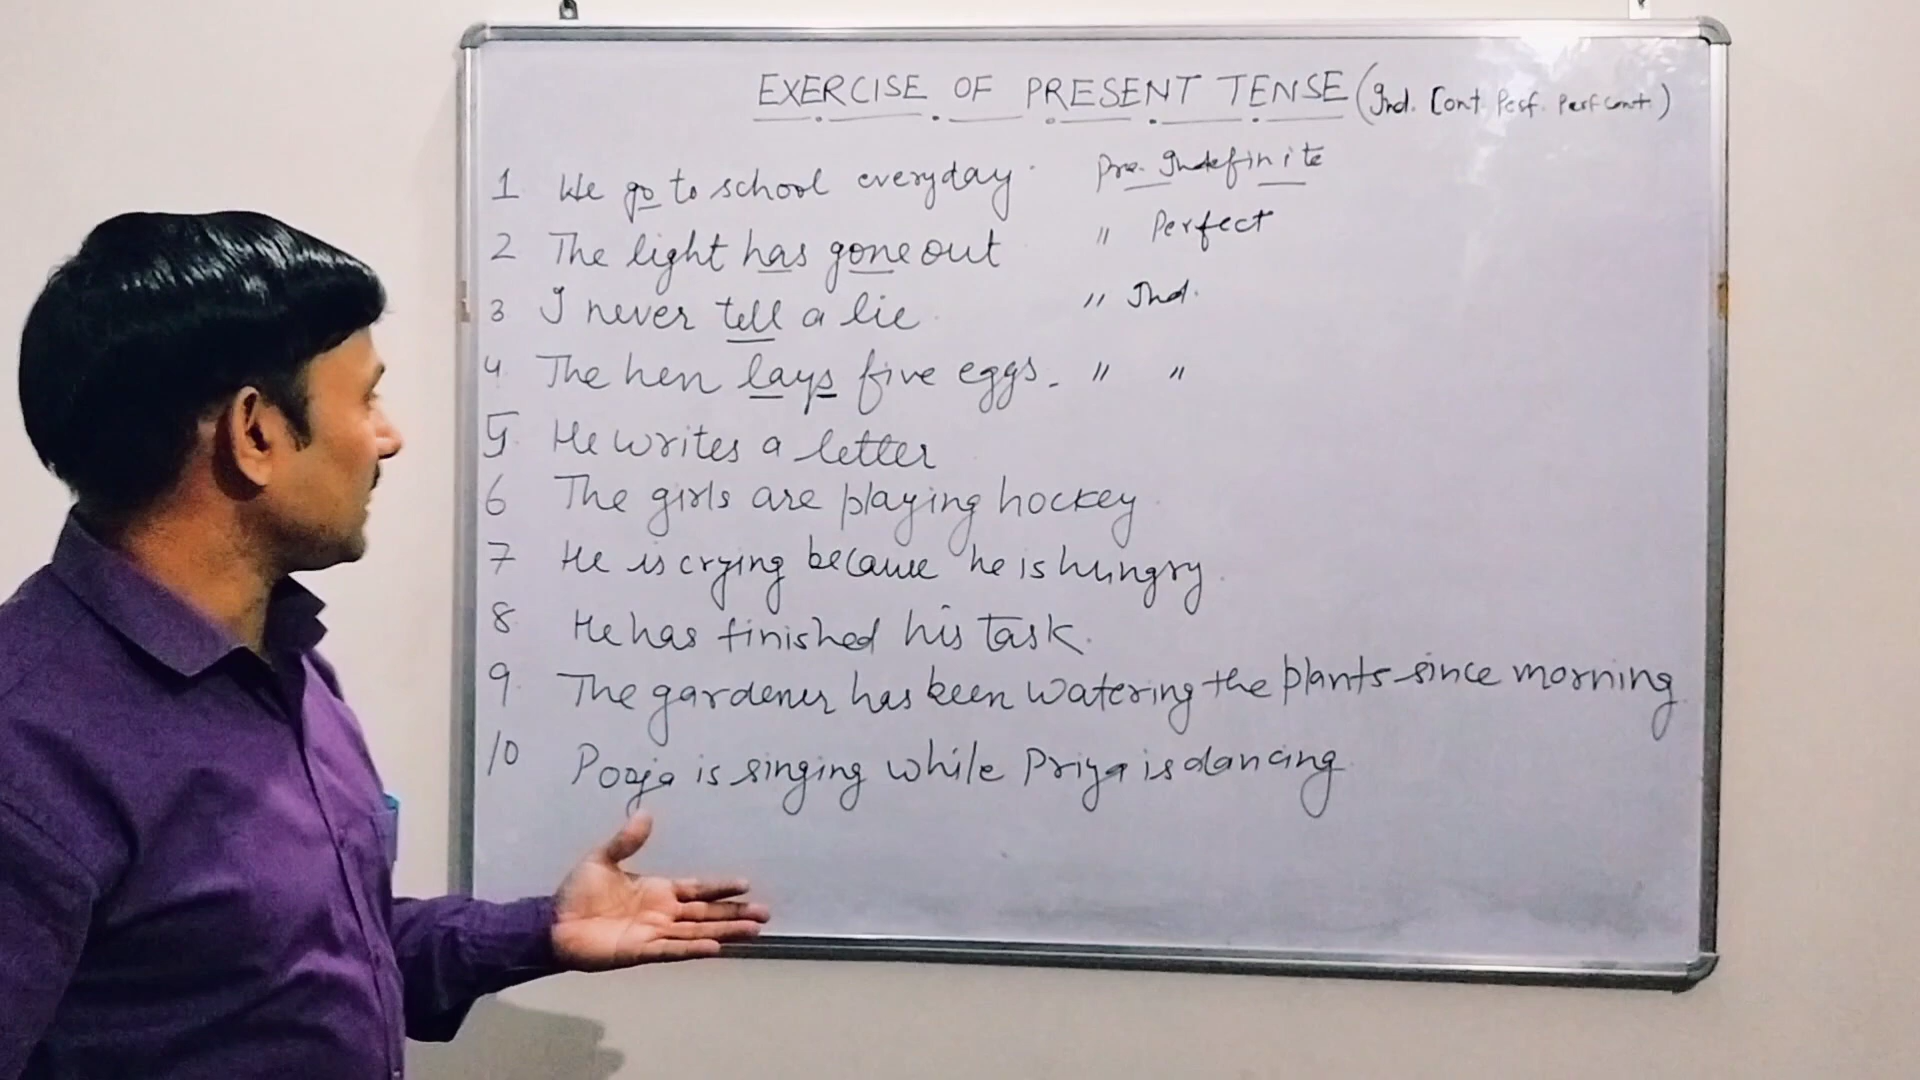 EXERCISE OF PRESENT TENSE (Ind. Cont Perf. Perf cont.)
1 We go to school everyday. Pre. Indefinite
2 The light has gone out " Perfect
3 I never tell a lie. " Ind.
4. The hen lays five eggs. " "
5. He writes a letter
6 The girls are playing hockey.
7 He is crying because he is hungry.
8 He has finished his task.
9. The gardener has been watering the plants since morning
10 Pooja is singing while Priya is dancing.